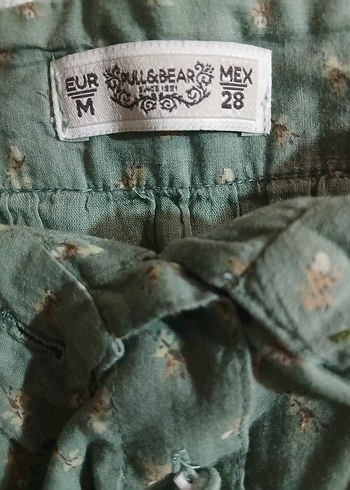 EUR
M
PULL&BEAR
SINCE 1991
MEX
28